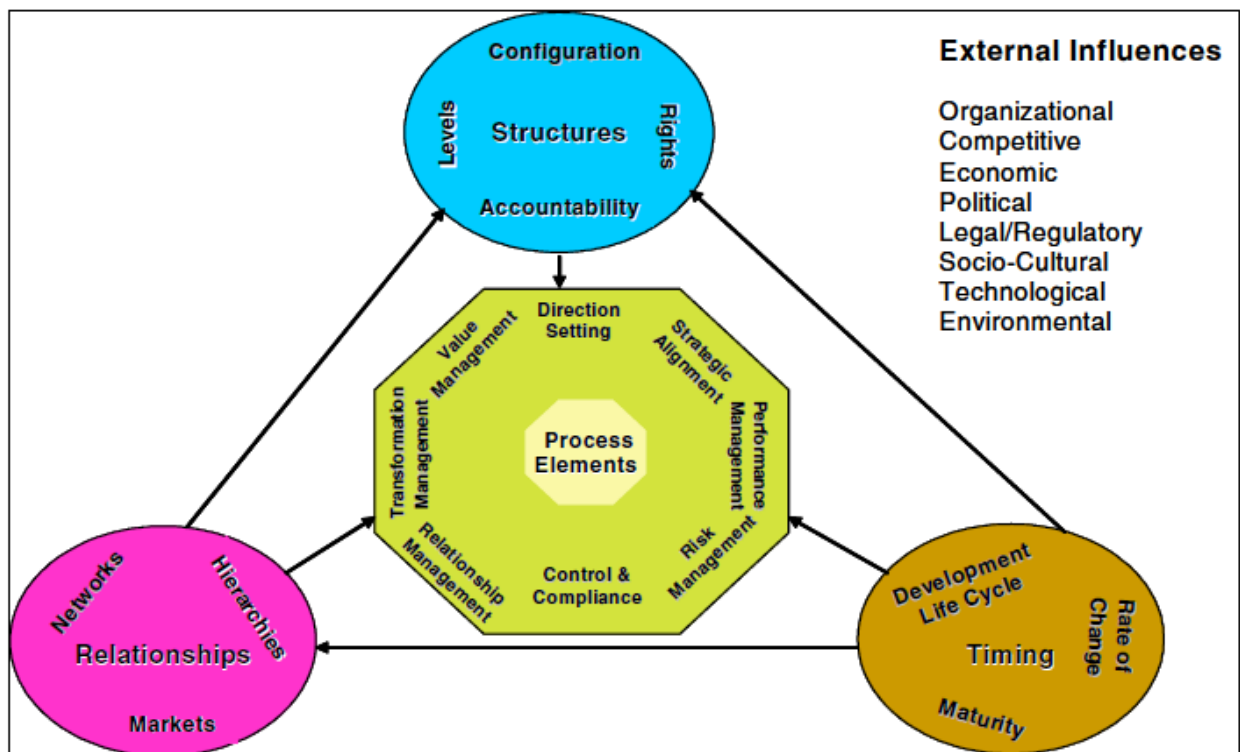 Configuration
Levels
Structures
Rights
Accountability
External Influences
Organizational
Competitive
Economic
Political
Legal/Regulatory
Socio-Cultural
Technological
Environmental
Direction
Setting
Value
Management
Strategic
Alignment
Transformation
Management
Process
Elements
Performance
Management
Relationship
Management
Control &
Compliance
Risk
Management
Networks
Hierarchies
Relationships
Markets
Development
Life Cycle
Rate of
Change
Timing
Maturity